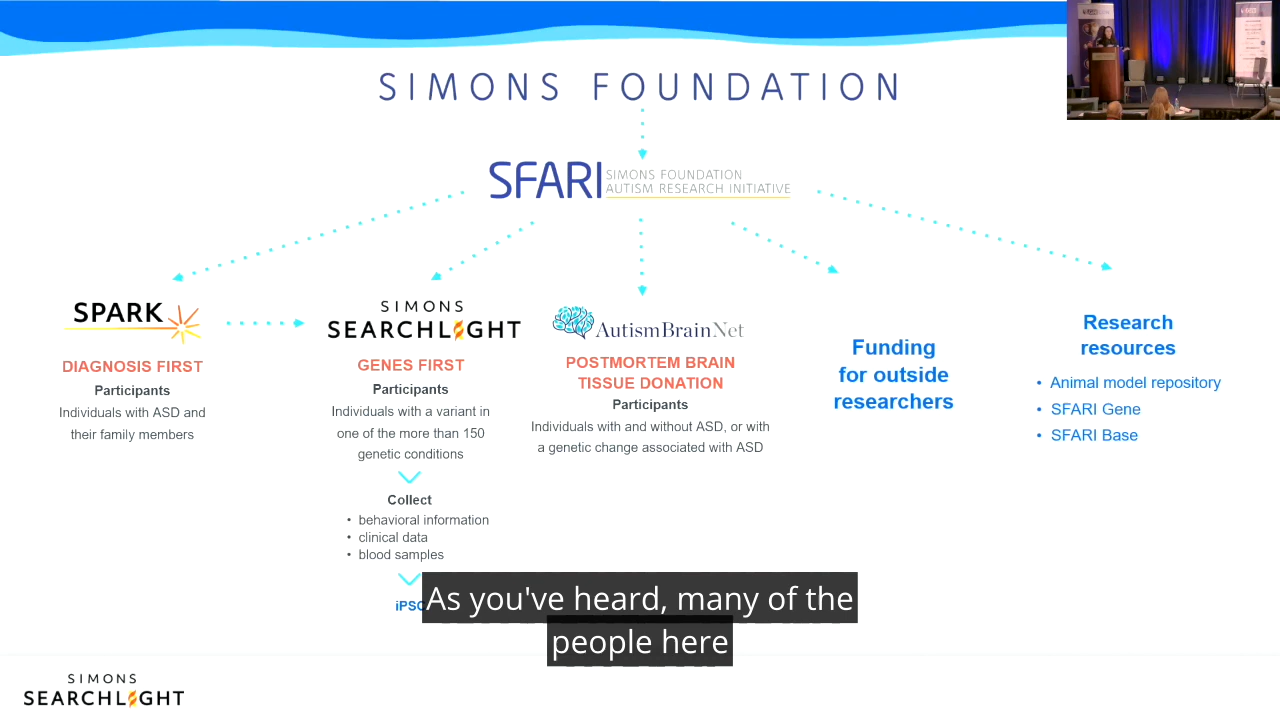 SIMONS FOUNDATION
SFARI SIMONS FOUNDATION
AUTISM RESEARCH INITIATIVE
SPARK
DIAGNOSIS FIRST
Participants
Individuals with ASD and
their family members
SIMONS
SEARCHLIGHT
GENES FIRST
Participants
Individuals with a variant in
one of the more than 150
genetic conditions
Collect
• behavioral information
• clinical data
• blood samples
AutismBrainNet
POSTMORTEM BRAIN
TISSUE DONATION
Participants
Individuals with and without ASD, or with
a genetic change associated with ASD
Funding
for outside
researchers
Research
resources
• Animal model repository
• SFARI Gene
• SFARI Base
As you've heard, many of the
people here
SIMONS
SEARCHLIGHT